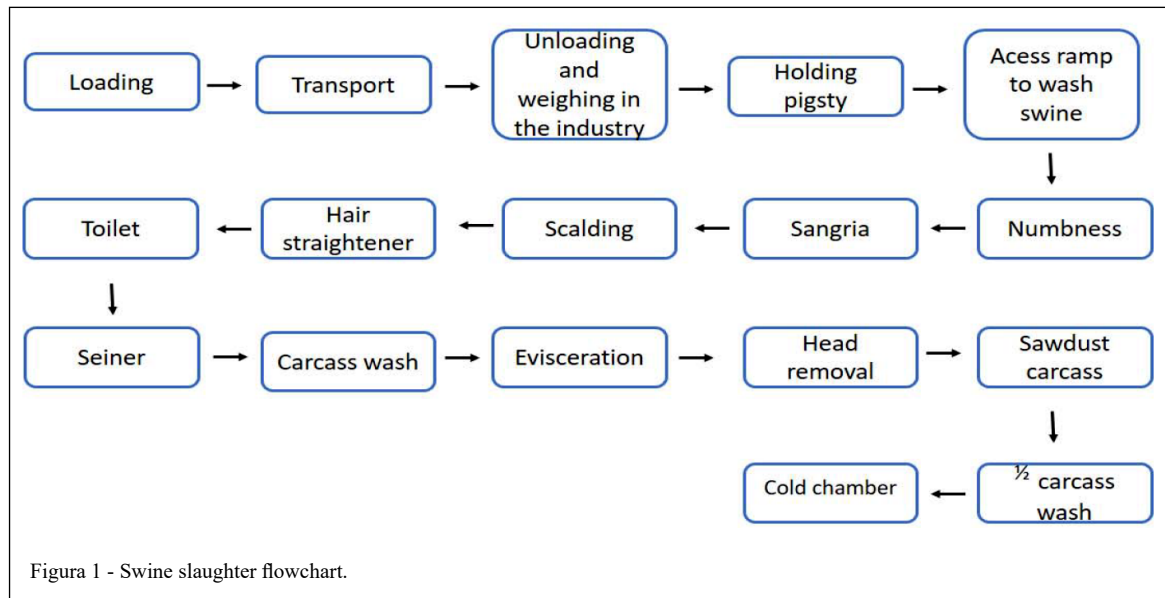 Loading
Transport
Unloading
and
weighing in
the industry
Holding
pigsty
Acess ramp
to wash
swine
Numbness
Sangria
Scalding
Hair
straightener
Toilet
Seiner
Carcass wash
Evisceration
Head
removal
Sawdust
carcass
½ carcass
wash
Cold chamber
Figura 1 - Swine slaughter flowchart.